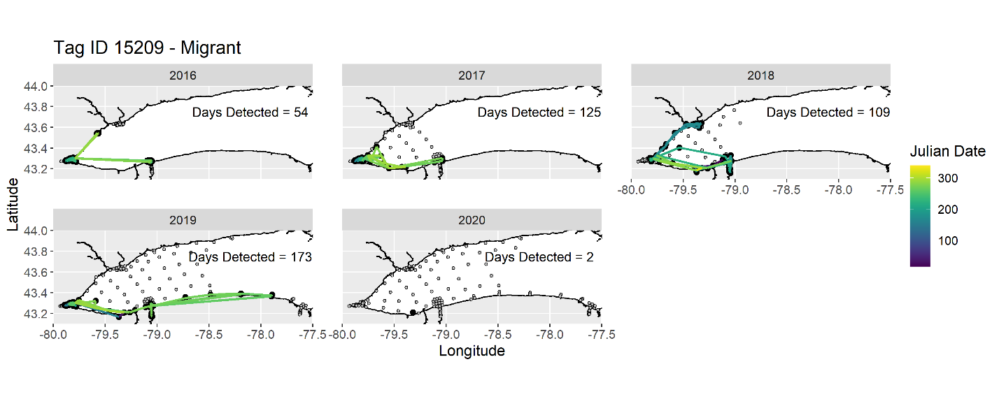 Tag ID 15209 - Migrant
2016
2017
2018
44.0
43.8
43.6
43.4
43.2
Days Detected = 54
Days Detected = 125
Days Detected = 109
-80.0 -79.5 -79.0 -78.5 -78.0 -77.5
2019
2020
44.0
43.8
43.6
43.4
43.2
Days Detected = 173
Days Detected = 2
-80.0 -79.5 -79.0 -78.5 -78.0 -77.5
-80.0 -79.5 -79.0 -78.5 -78.0 -77.5
Latitude
Longitude
Julian Date
300
200
100